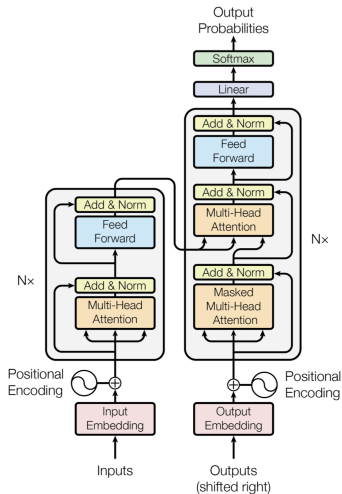 Output
Probabilities
Softmax
Linear
Add & Norm
Feed
Forward
Add & Norm
Multi-Head
Attention
Add & Norm
Masked
Multi-Head
Attention
N×
Add & Norm
Feed
Forward
N×
Add & Norm
Multi-Head
Attention
Positional
Encoding
Positional
Encoding
Input
Embedding
Output
Embedding
Inputs
Outputs
(shifted right)